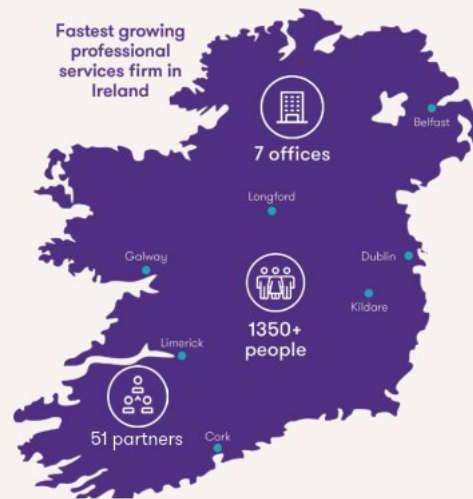 Fastest growing
professional
services firm in
Ireland
7 offices
Belfast
Longford
Galway
Dublin
Kildare
1350+
people
Limerick
51 partners
Cork